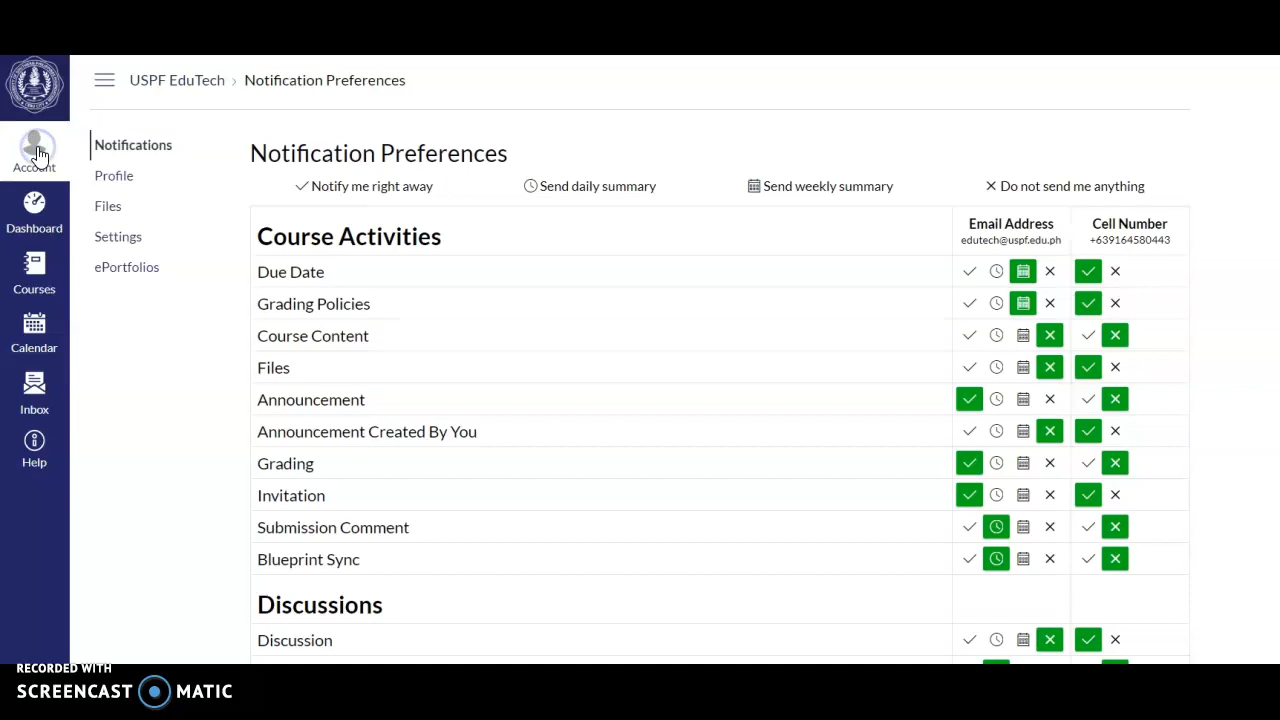 USPF EduTech › Notification Preferences
Account
Dashboard
Courses
Calendar
Inbox
Help
Notifications
Profile
Files
Settings
ePortfolios
Notification Preferences
Notify me right away Send daily summary Send weekly summary Do not send me anything
Course Activities
Email Address
edutech@uspf.edu.ph
Cell Number
+639164580443
Due Date
Grading Policies
Course Content
Files
Announcement
Announcement Created By You
Grading
Invitation
Submission Comment
Blueprint Sync
Discussions
Discussion
RECORDED WITH
SCREENCAST MATIC